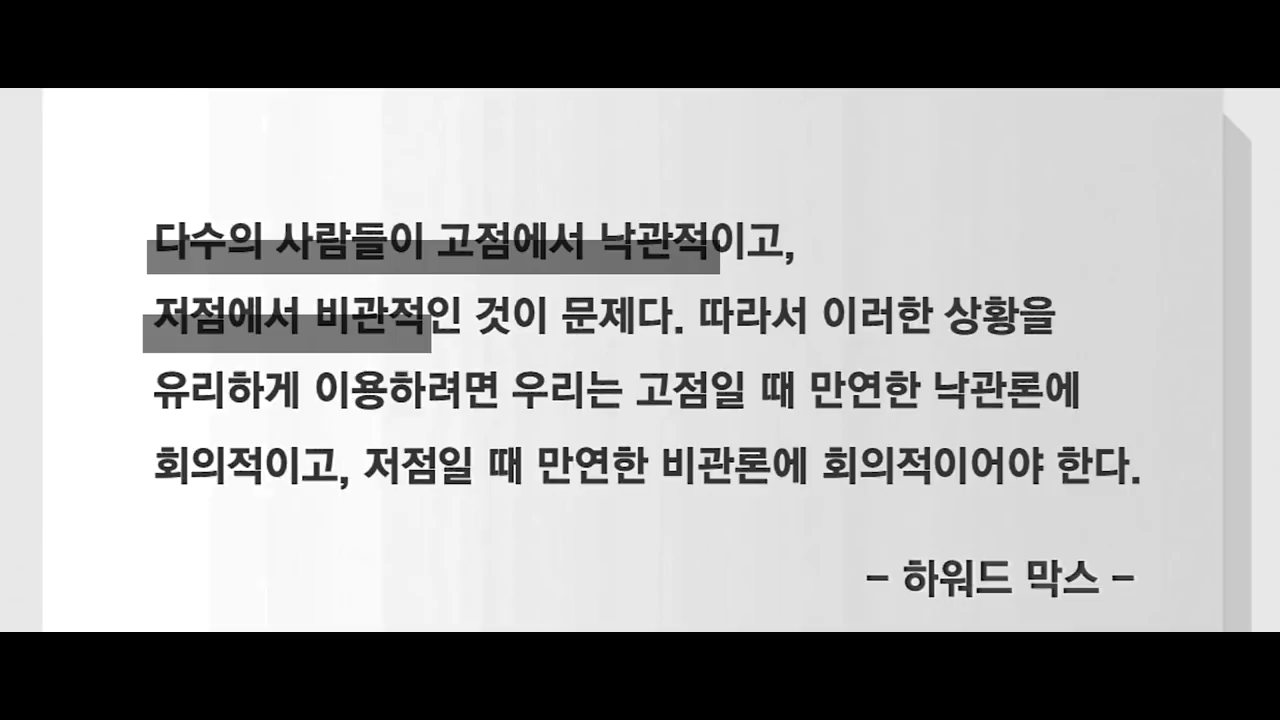 다수의 사람들이 고점에서 낙관적이고,
저점에서 비관적인 것이 문제다. 따라서 이러한 상황을
유리하게 이용하려면 우리는 고점일 때 만연한 낙관론에
회의적이고, 저점일 때 만연한 비관론에 회의적이어야 한다.
- 하워드 막스 -